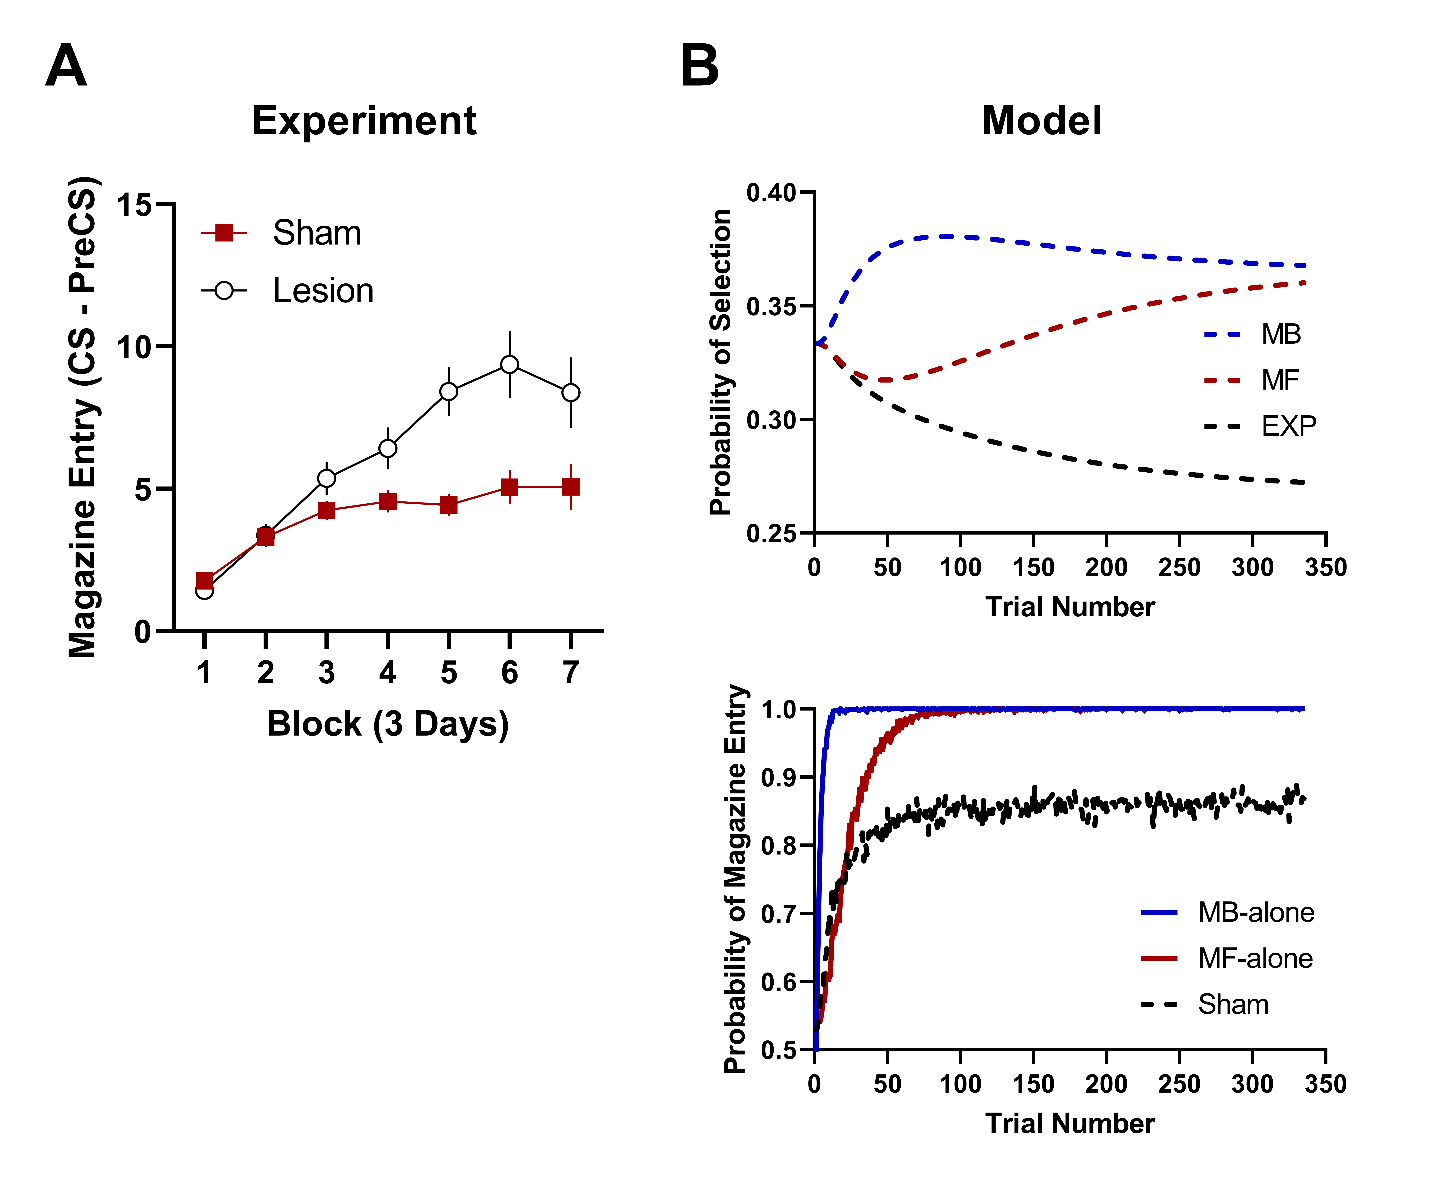 A
Experiment
Magazine Entry (CS - PreCS)
15
10
5
0
Sham
Lesion
1 2 3 4 5 6 7
Block (3 Days)
B
Model
Probability of Selection
0.40
0.35
0.30
0.25
MB
MF
EXP
0 50 100 150 200 250 300 350
Trial Number
Probability of Magazine Entry
1.0
0.9
0.8
0.7
0.6
0.5
MB-alone
MF-alone
Sham
0 50 100 150 200 250 300 350
Trial Number